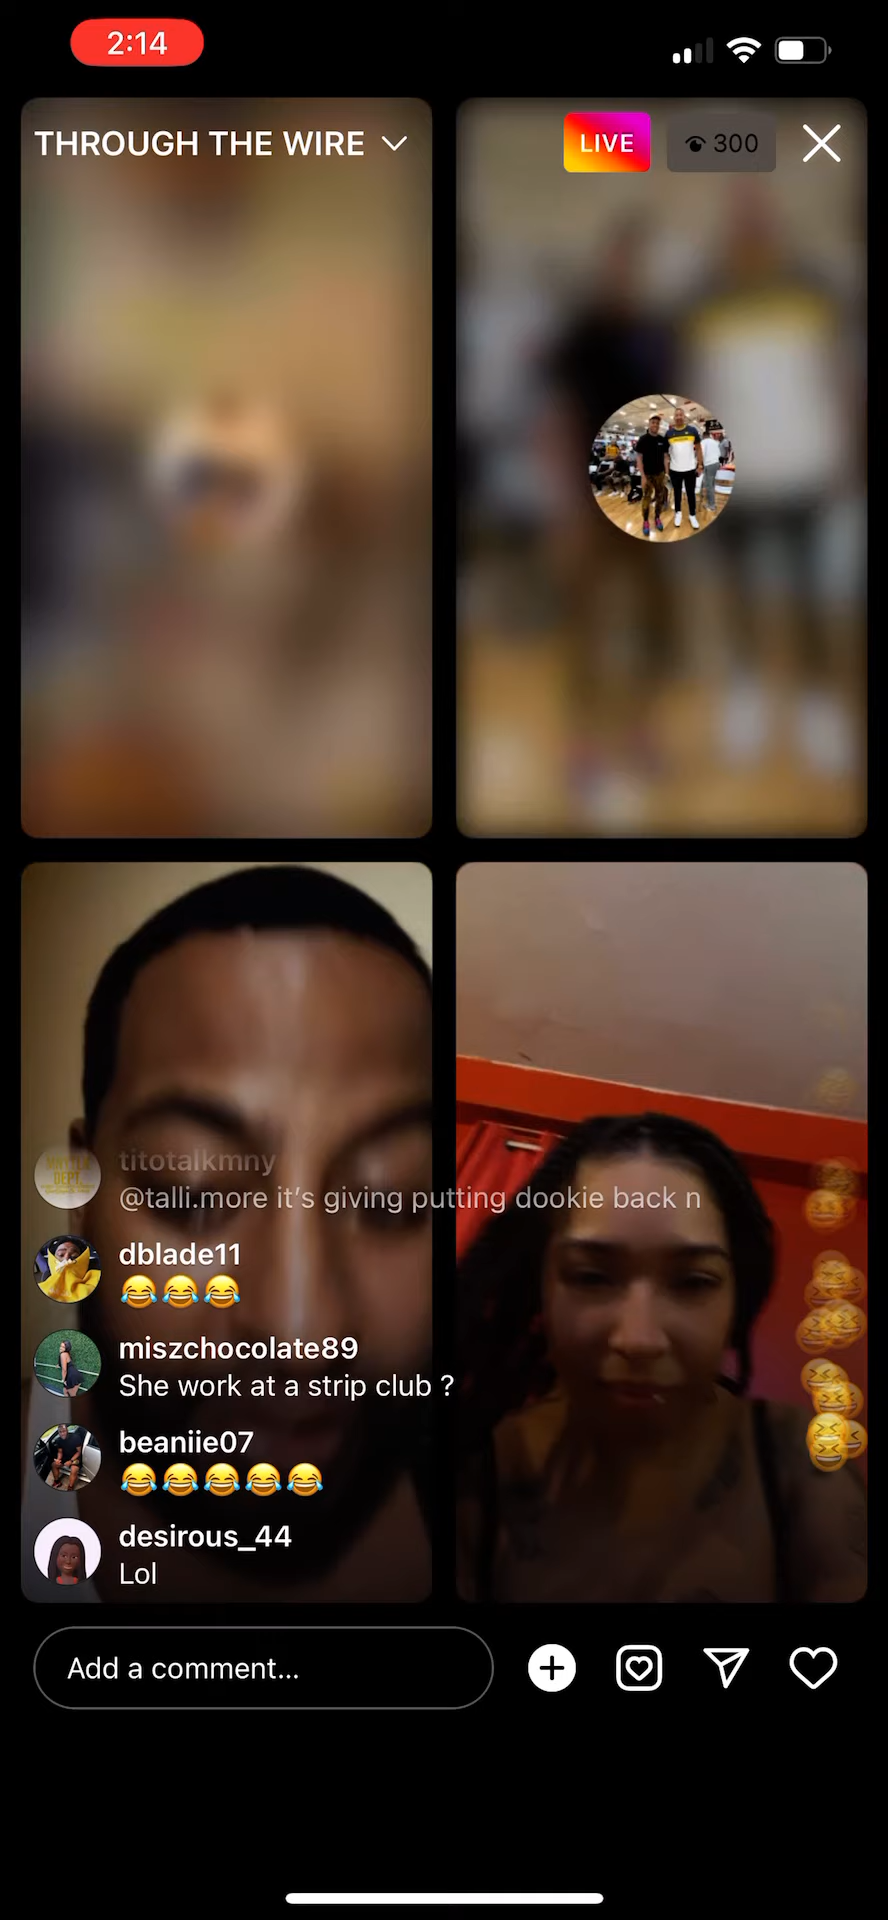 2:14
THROUGH THE WIRE
LIVE
300
titotalkmny
@talli.more it’s giving putting dookie back n
dblade11
😂😂😂
miszchocolate89
She work at a strip club ?
beaniie07
😂😂😂😂😂
desirous_44
Lol
Add a comment...